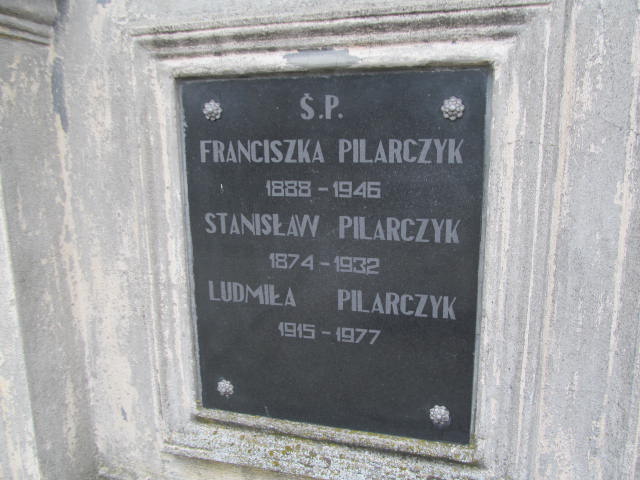 Ś.P.
FRANCISZKA PILARCZYK
1888-1946
STANISŁAW PILARCZYK
1874-1932
LUDMIŁA PILARCZYK
1915-1977